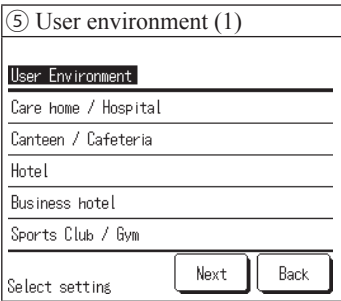 ⑤ User environment (1)
User Environment
Care home / Hospital
Canteen / Cafeteria
Hotel
Business hotel
Sports Club / Gym
Select setting
Next
Back